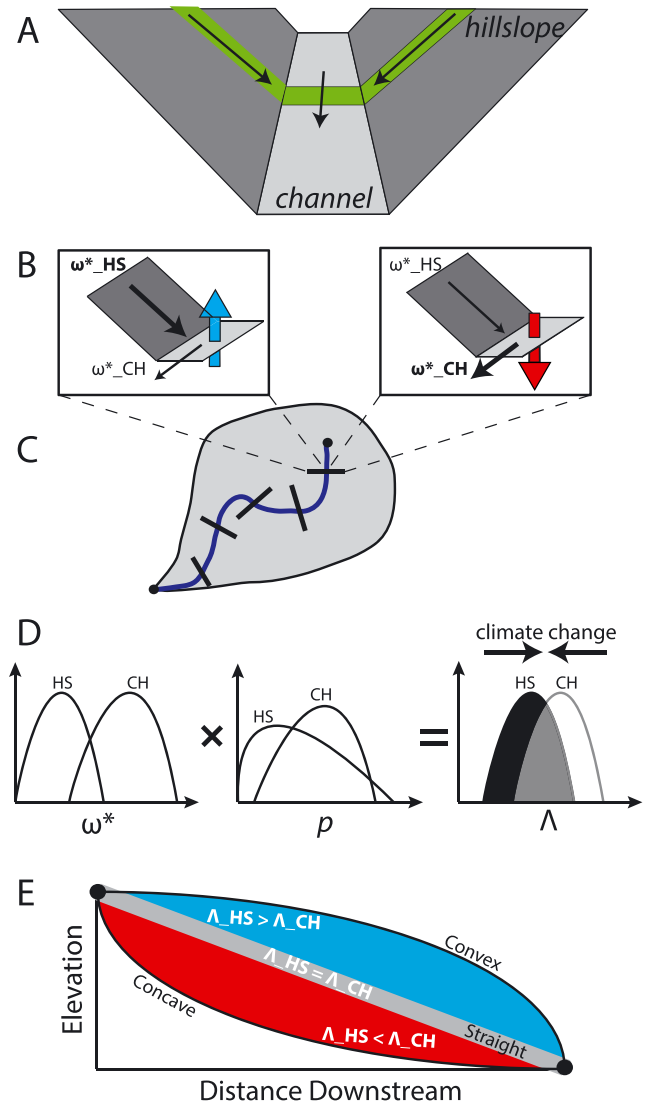 A
hillslope
channel
B
ω*_HS
ω*_CH
ω*_HS
ω*_CH
C
D
climate change
HS
CH
ω*
×
HS
CH
p
=
HS
CH
Λ
E
Elevation
Λ_HS > Λ_CH
Convex
Λ_HS = Λ_CH
Concave
Straight
Λ_HS < Λ_CH
Distance Downstream